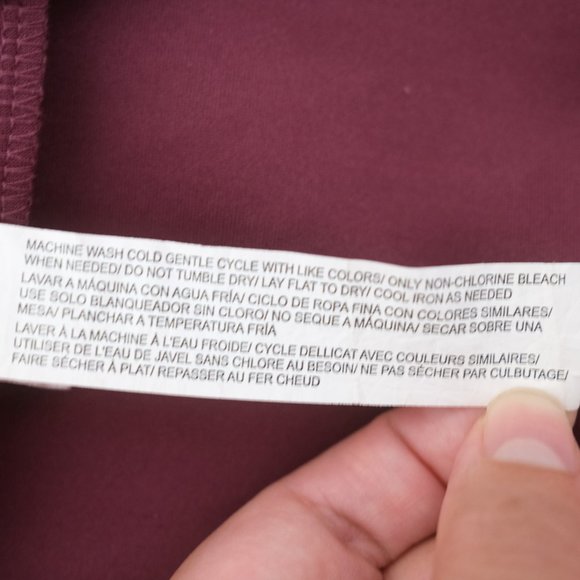 MACHINE WASH COLD GENTLE CYCLE WITH LIKE COLORS/ ONLY NON-CHLORINE BLEACH
WHEN NEEDED/ DO NOT TUMBLE DRY/ LAY FLAT TO DRY/ COOL IRON AS NEEDED
LAVAR A MÁQUINA CON AGUA FRÍA/ CICLO DE ROPA FINA CON COLORES SIMILARES/
USE SOLO BLANQUEADOR SIN CLORO/ NO SEQUE A MÁQUINA/ SECAR SOBRE UNA
MESA/ PLANCHAR A TEMPERATURA FRÍA
LAVER À LA MACHINE À L'EAU FROIDE/ CYCLE DELLICAT AVEC COULEURS SIMILAIRES/
UTILISER DE L'EAU DE JAVEL SANS CHLORE AU BESOIN/ NE PAS SÉCHER PAR CULBUTAGE/
FAIRE SÉCHER À PLAT/ REPASSER AU FER CHEUD